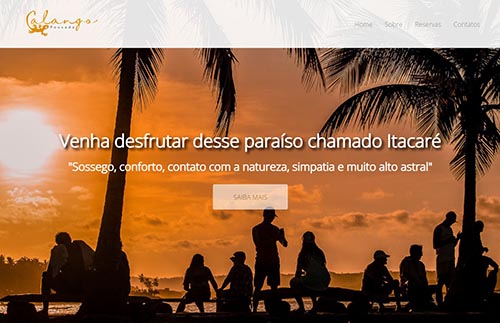 Calango
Pousada
Home Sobre Reservas Contatos
Venha desfrutar desse paraíso chamado Itacaré
"Sossego, conforto, contato com a natureza, simpatia e muito alto astral"
SAIBA MAIS